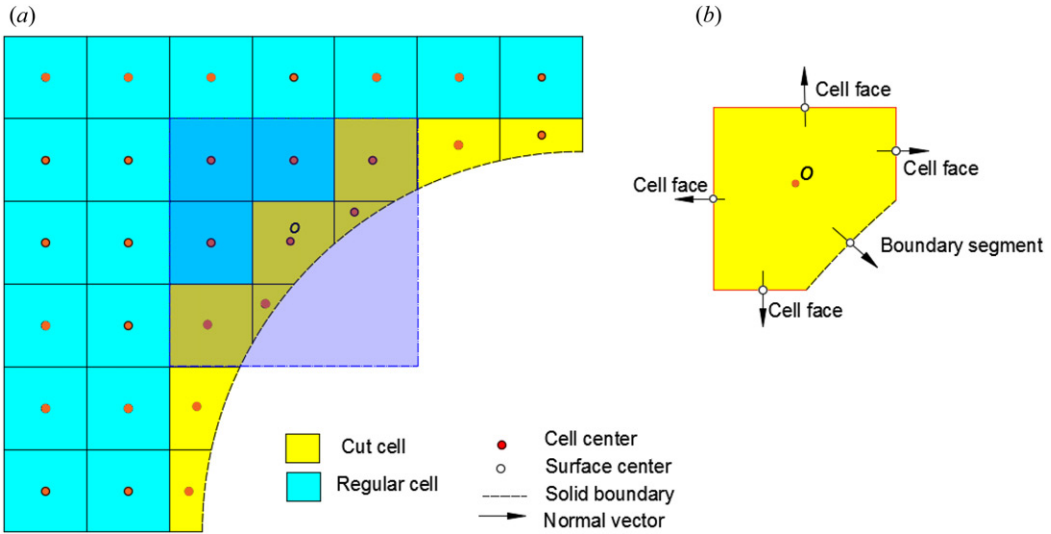 (a)
(b)
Cell face
O
Cell face
Cell face
O
Boundary segment
Cell face
Cut cell
Regular cell
Cell center
Surface center
Solid boundary
Normal vector